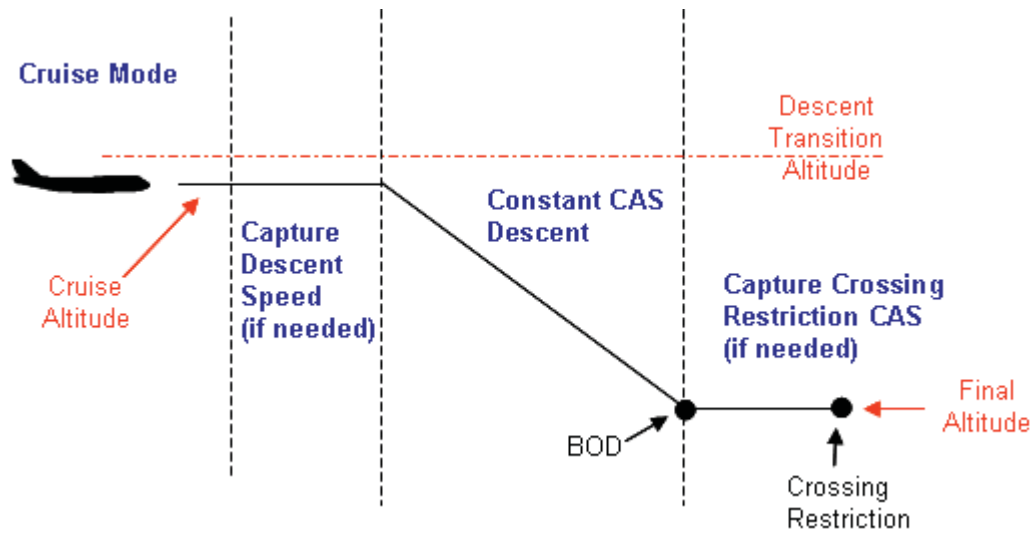 Cruise Mode
Descent
Transition
Altitude
Constant CAS
Descent
Capture
Descent
Speed
(if needed)
Cruise
Altitude
Capture Crossing
Restriction CAS
(if needed)
Final
Altitude
BOD
Crossing
Restriction